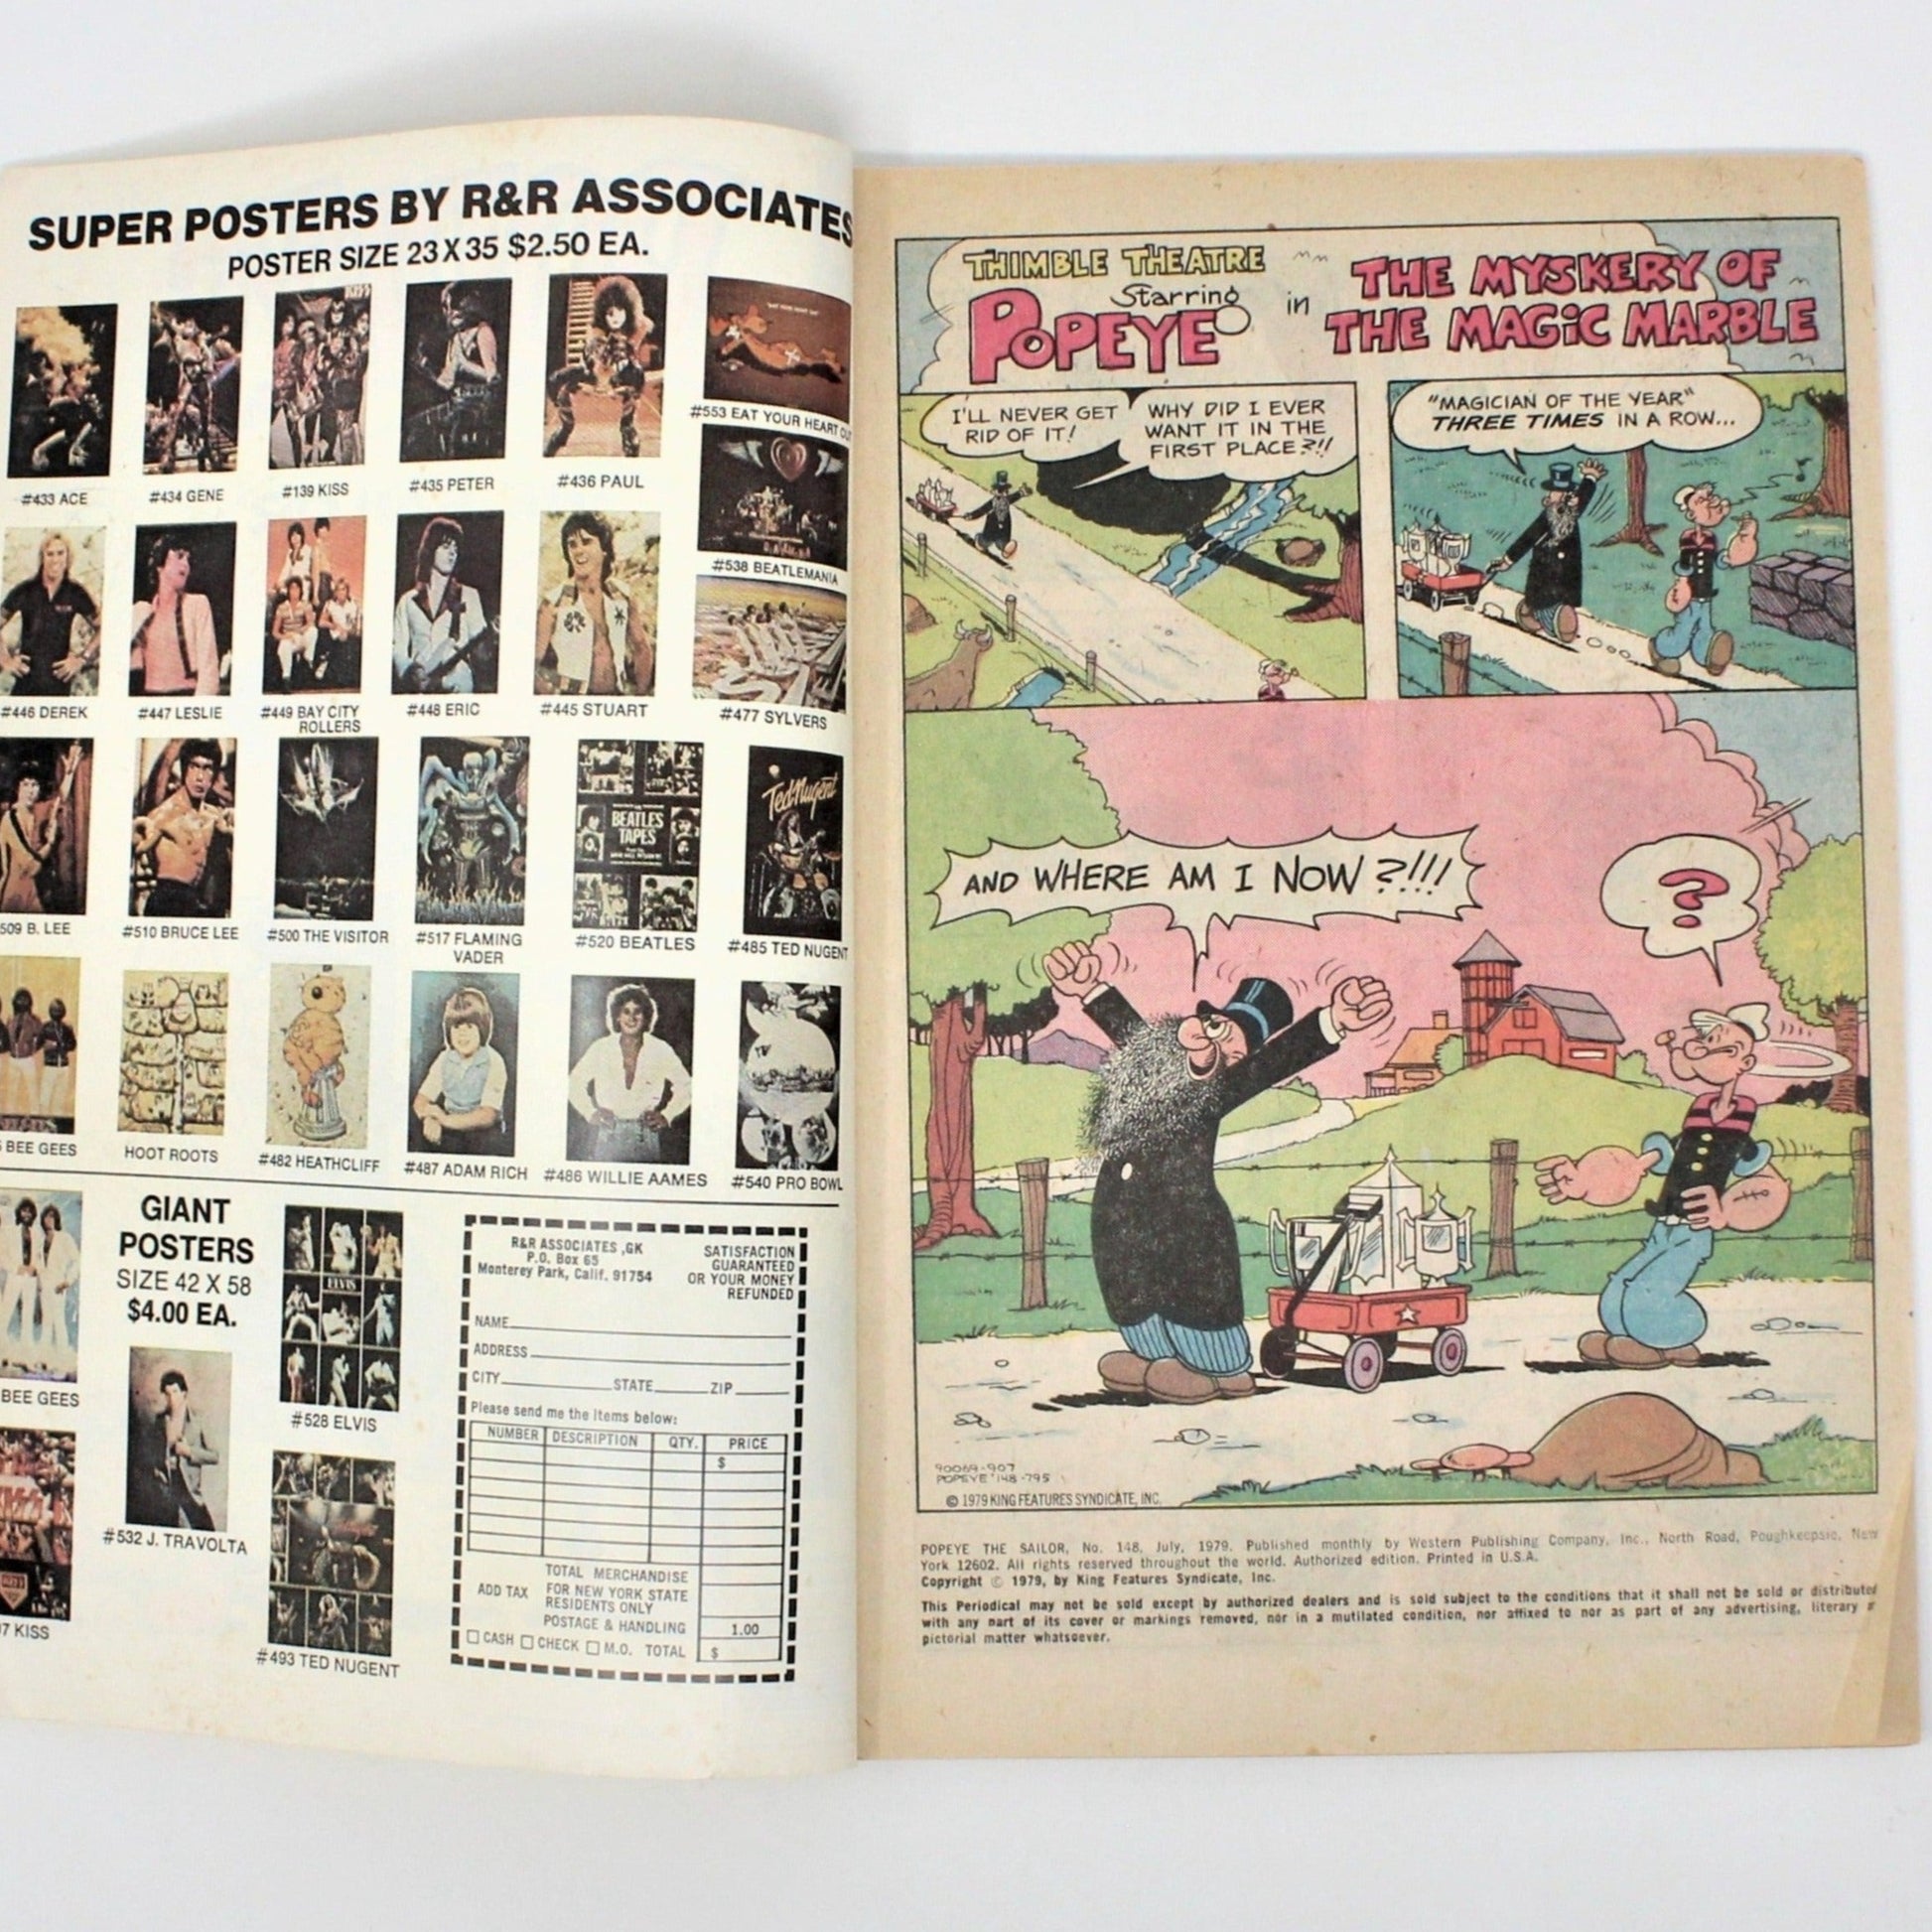 SUPER POSTERS BY R&R ASSOCIATES
POSTER SIZE 23 X 35 $2.50 EA.
#433 ACE
#434 GENE
#139 KISS
#435 PETER
#436 PAUL
#553 EAT YOUR HEART
#538 BEATLEMANIA
#446 DEREK
#447 LESLIE
#449 BAY CITY
ROLLERS
#448 ERIC
#445 STUART
#477 SYLVERS
BEATLES
TAPES
Ted Nugent
509 B. LEE
#510 BRUCE LEE
#500 THE VISITOR
#517 FLAMING
VADER
#520 BEATLES
#485 TED NUGENT
BEE GEES
HOOT ROOTS
#482 HEATHCLIFF
#487 ADAM RICH
#486 WILLIE AAMES
#540 PRO BOWL
GIANT
POSTERS
SIZE 42 X 58
$4.00 EA.
BEE GEES
ELVIS
#528 ELVIS
#532 J. TRAVOLTA
7 KISS
#493 TED NUGENT
R&R ASSOCIATES ,GK
P.O. Box 65
Monterey Park, Calif. 91754
SATISFACTION
GUARANTEED
OR YOUR MONEY
REFUNDED
NAME
ADDRESS
CITY STATE ZIP
Please send me the items below:
NUMBER DESCRIPTION QTY. PRICE
$
TOTAL MERCHANDISE
ADD TAX FOR NEW YORK STATE
RESIDENTS ONLY
POSTAGE & HANDLING 1.00
CASH CHECK M.O. TOTAL $
THIMBLE THEATRE
Starring
POPEYE
in
THE MYSKERY OF
THE MAGIC MARBLE
I'LL NEVER GET
RID OF IT!
WHY DID I EVER
WANT IT IN THE
FIRST PLACE?!!
"MAGICIAN OF THE YEAR"
THREE TIMES IN A ROW...
AND WHERE AM I NOW?!!!
?
90069-907
POPEYE #148-795
© 1979 KING FEATURES SYNDICATE, INC.
POPEYE THE SAILOR, No. 148, July, 1979. Published monthly by Western Publishing Company, Inc., North Road, Poughkeepsie, New
York 12602. All rights reserved throughout the world. Authorized edition. Printed in U.S.A.
Copyright © 1979, by King Features Syndicate, Inc.
This Periodical may not be sold except by authorized dealers and is sold subject to the conditions that it shall not be sold or distributed
with any part of its cover or markings removed, nor in a mutilated condition, nor affixed to nor as part of any advertising, literary
pictorial matter whatsoever.